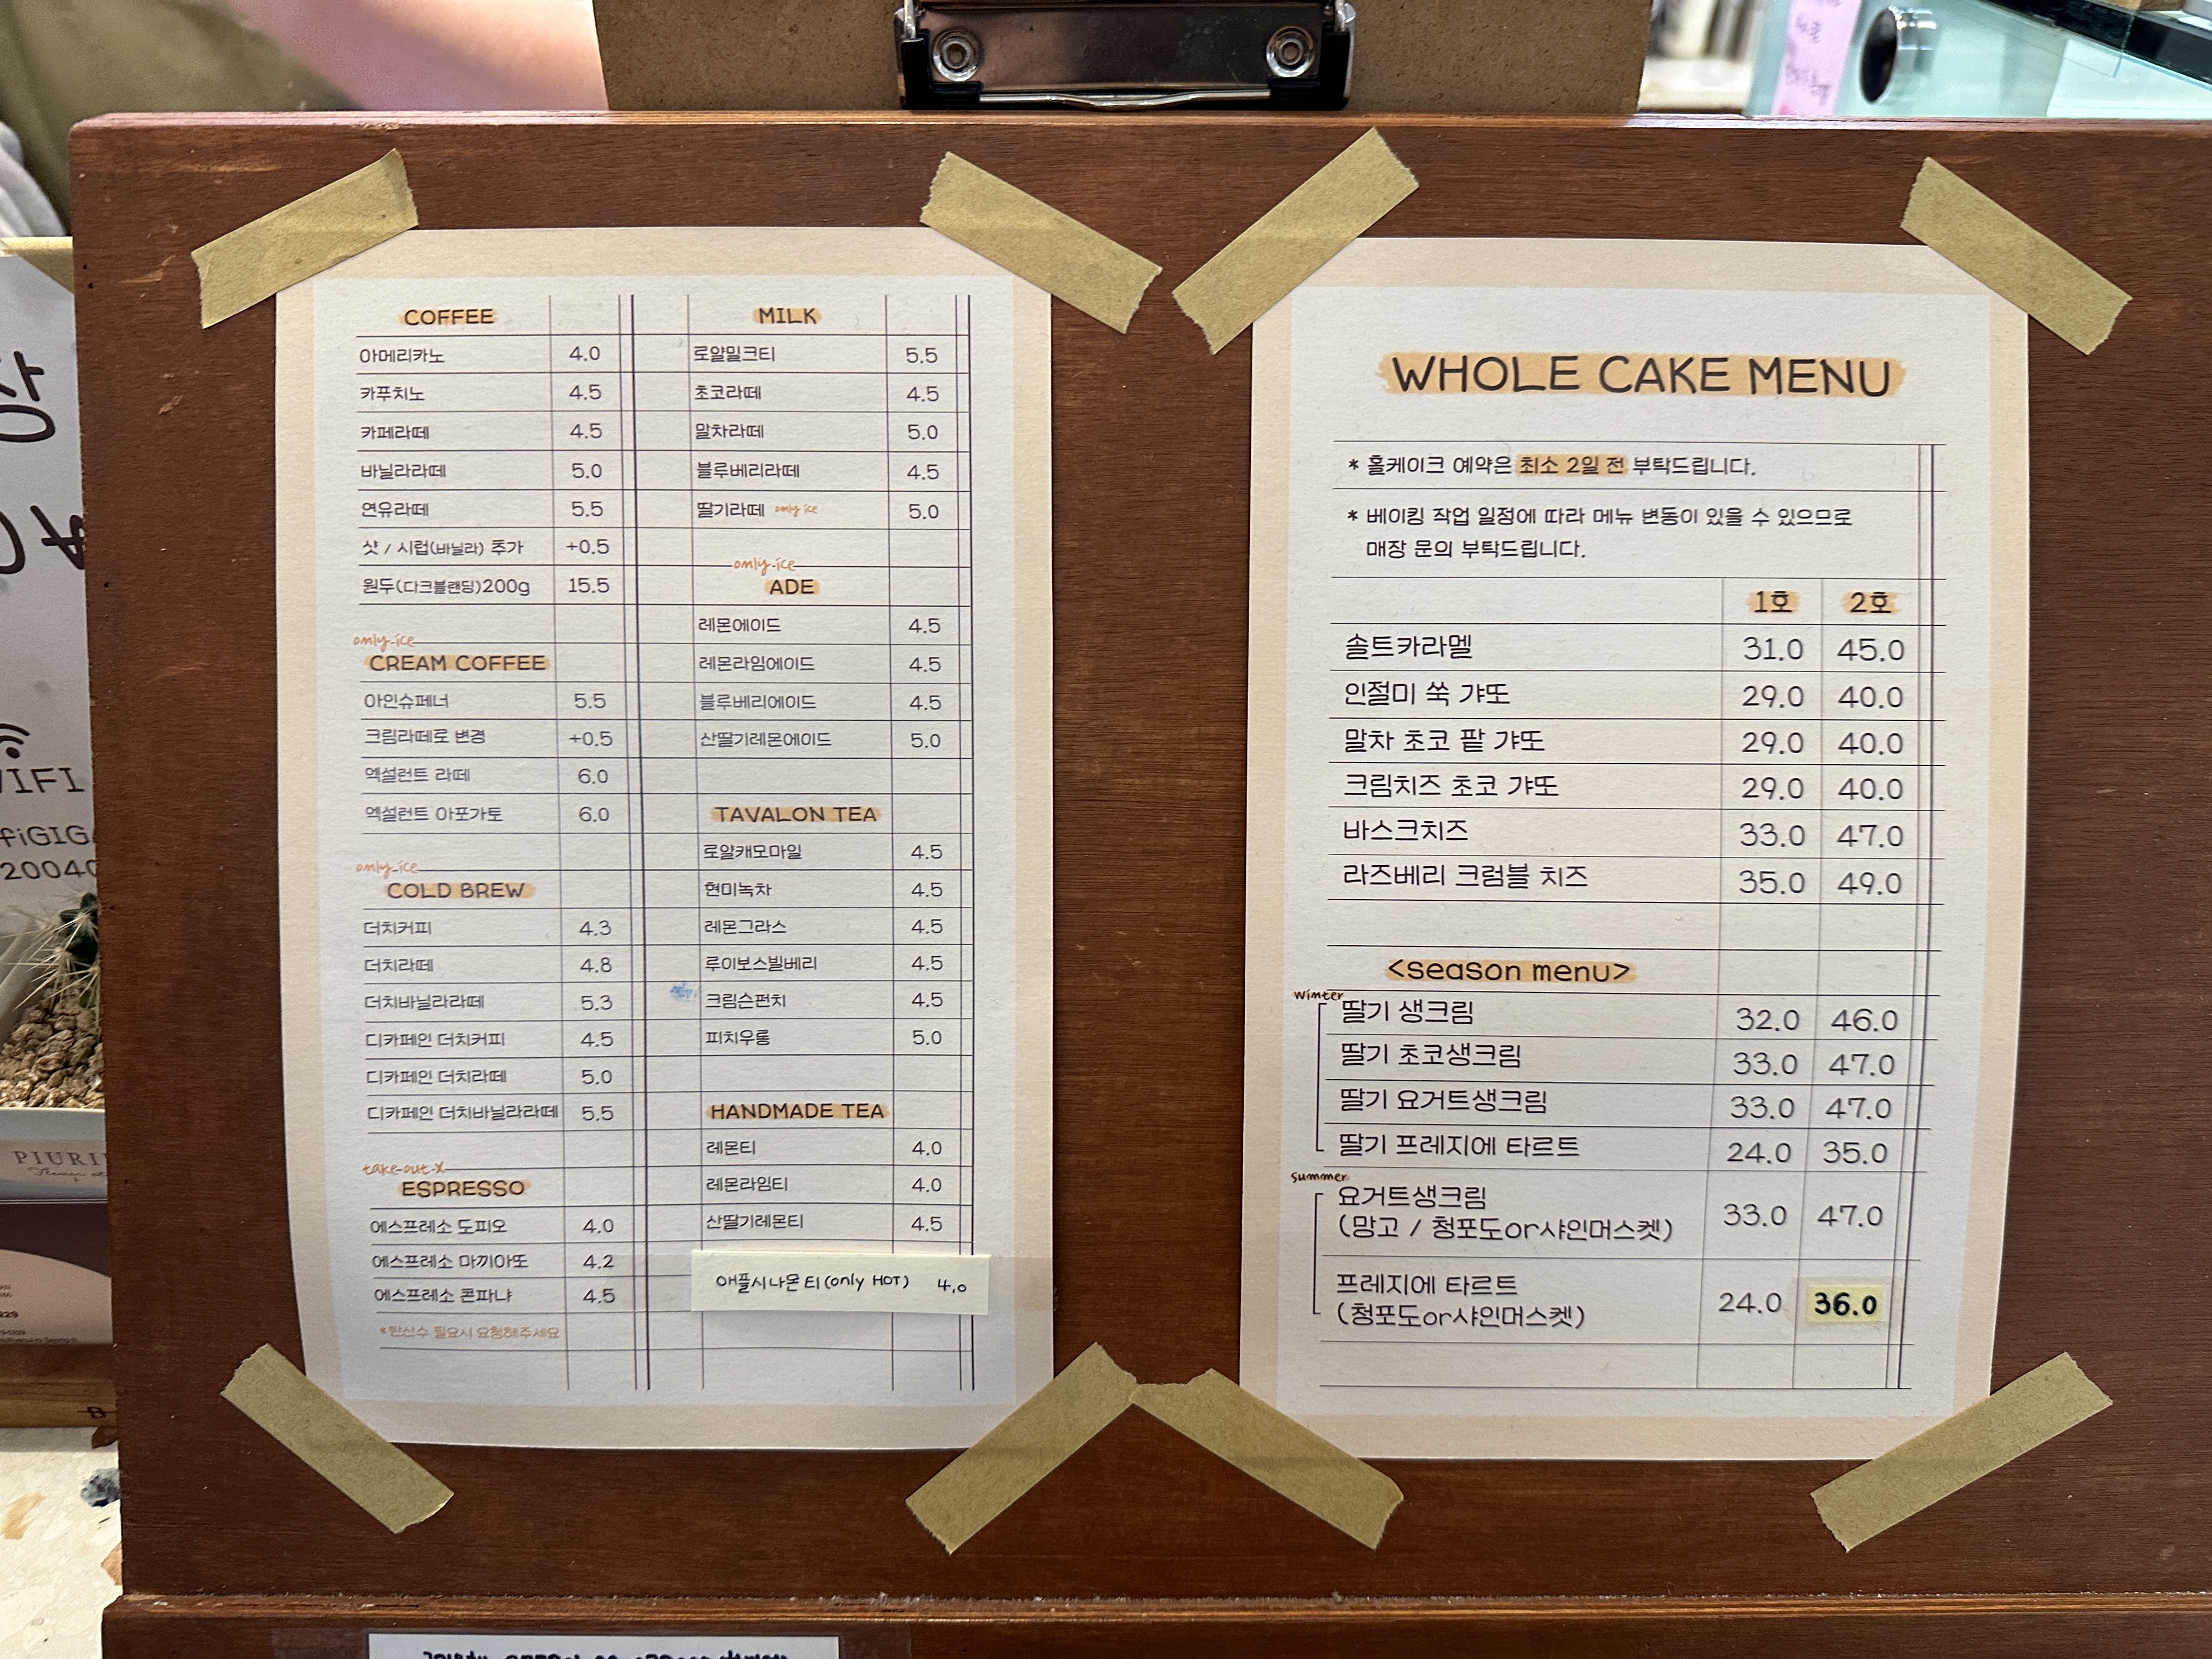 COFFEE
아메리카노 4.0
카푸치노 4.5
카페라떼 4.5
바닐라라떼 5.0
연유라떼 5.5
샷 / 시럽(바닐라) 추가 +0.5
원두(다크블랜딩)200g 15.5
only ice
CREAM COFFEE
아인슈페너 5.5
크림라떼로 변경 +0.5
엑설런트 라떼 6.0
엑설런트 아포가토 6.0
only ice
COLD BREW
더치커피 4.3
더치라떼 4.8
더치바닐라라떼 5.3
디카페인 더치커피 4.5
디카페인 더치라떼 5.0
디카페인 더치바닐라라떼 5.5
take-out X
ESPRESSO
에스프레소 도피오 4.0
에스프레소 마끼아또 4.2
에스프레소 콘파냐 4.5
*탄산수 필요시 요청해주세요
MILK
로얄밀크티 5.5
초코라떼 4.5
말차라떼 5.0
블루베리라떼 4.5
딸기라떼 only ice 5.0
only ice
ADE
레몬에이드 4.5
레몬라임에이드 4.5
블루베리에이드 4.5
산딸기레몬에이드 5.0
TAVALON TEA
로얄캐모마일 4.5
현미녹차 4.5
레몬그라스 4.5
루이보스빌베리 4.5
크림슨펀치 4.5
피치우롱 5.0
HANDMADE TEA
레몬티 4.0
레몬라임티 4.0
산딸기레몬티 4.5
애플시나몬티(only HOT) 4.0
WHOLE CAKE MENU
* 홀케이크 예약은 최소 2일 전 부탁드립니다.
* 베이킹 작업 일정에 따라 메뉴 변동이 있을 수 있으므로
매장 문의 부탁드립니다.
1호 2호
솔트카라멜 31.0 45.0
인절미 쑥 갸또 29.0 40.0
말차 초코 팥 갸또 29.0 40.0
크림치즈 초코 갸또 29.0 40.0
바스크치즈 33.0 47.0
라즈베리 크럼블 치즈 35.0 49.0
<season menu>
winter
딸기 생크림 32.0 46.0
딸기 초코생크림 33.0 47.0
딸기 요거트생크림 33.0 47.0
딸기 프레지에 타르트 24.0 35.0
summer
요거트생크림
(망고 / 청포도or샤인머스켓) 33.0 47.0
프레지에 타르트
(청포도or샤인머스켓) 24.0 36.0